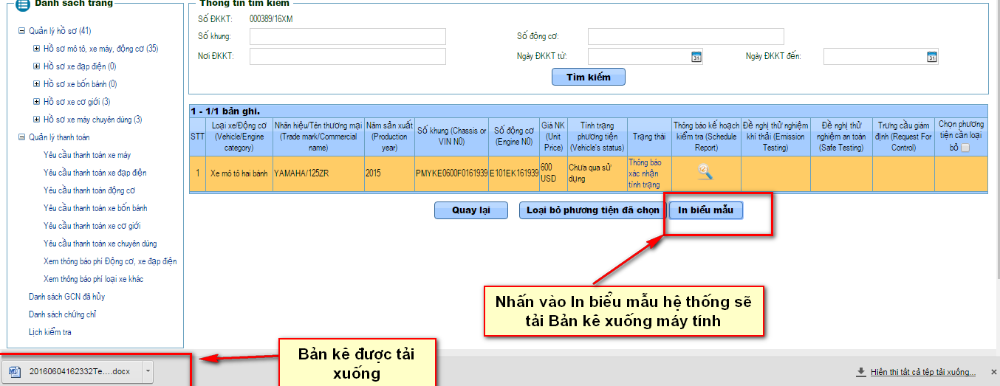 Danh sách trang
Quản lý hồ sơ (41)
Hồ sơ mô tô, xe máy, động cơ (35)
Hồ sơ xe đạp điện (0)
Hồ sơ xe bốn bánh (0)
Hồ sơ xe cơ giới (3)
Hồ sơ xe máy chuyên dùng (3)
Quản lý thanh toán
Yêu cầu thanh toán xe máy
Yêu cầu thanh toán xe đạp điện
Yêu cầu thanh toán động cơ
Yêu cầu thanh toán xe bốn bánh
Yêu cầu thanh toán xe cơ giới
Yêu cầu thanh toán xe chuyên dùng
Xem thông báo phí Động cơ, xe đạp điện
Xem thông báo phí loại xe khác
Danh sách GCN đã hủy
Danh sách chứng chỉ
Lịch kiểm tra
Thông tin tìm kiếm
Số ĐKKT: 000389/16XM
Số khung: Số động cơ:
Nơi ĐKKT: Ngày ĐKKT từ: 31 Ngày ĐKKT đến: 31
Tìm kiếm
1 - 1/1 bản ghi.
STT
Loại xe/Động cơ
(Vehicle/Engine
category)
Nhãn hiệu/Tên thương mại
(Trade mark/Commercial
name)
Năm sản xuất
(Production
year)
Số khung (Chassis or
VIN N0)
Số động cơ
(Engine N0)
Giá NK
(Unit
Price)
Tình trạng
phương tiện
(Vehicle's status)
Trạng thái
Thông báo kế hoạch
kiểm tra (Schedule
Report)
Đề nghị thử nghiệm
khí thải (Emission
Testing)
Đề nghị thử
nghiệm an toàn
(Safe Testing)
Trưng cầu giám
định (Request For
Control)
Chọn phương
tiện cần loại
bỏ
1
Xe mô tô hai bánh
YAMAHA/125ZR
2015
PMYKE0600F0161939
E101EK161939
600
USD
Chưa qua sử
dụng
Thông báo
xác nhận
tình trạng
Quay lại Loại bỏ phương tiện đã chọn In biểu mẫu
Nhấn vào In biểu mẫu hệ thống sẽ
tải Bản kê xuống máy tính
Bản kê được tải
xuống
20160604162332Te....docx
Hiển thị tất cả tệp tải xuống...